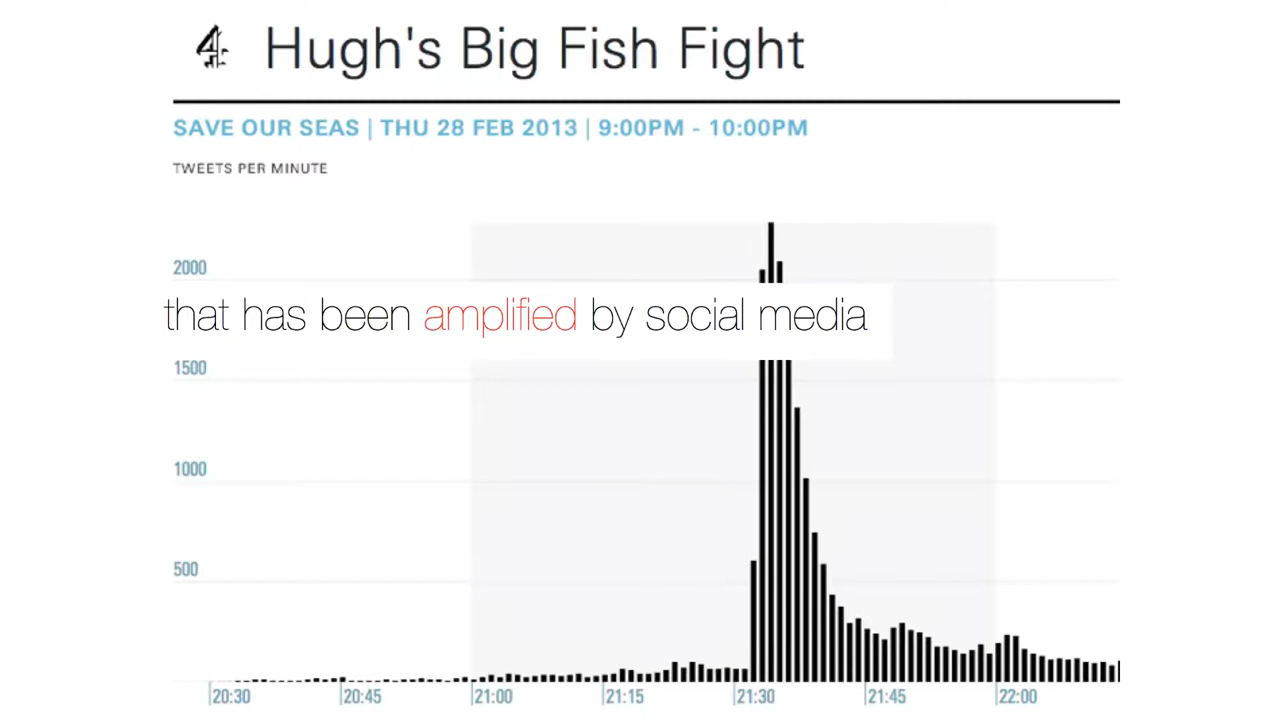 4 Hugh's Big Fish Fight
SAVE OUR SEAS | THU 28 FEB 2013 | 9:00PM - 10:00PM
TWEETS PER MINUTE
2000
that has been amplified by social media
1500
1000
500
20:30 20:45 21:00 21:15 21:30 21:45 22:00